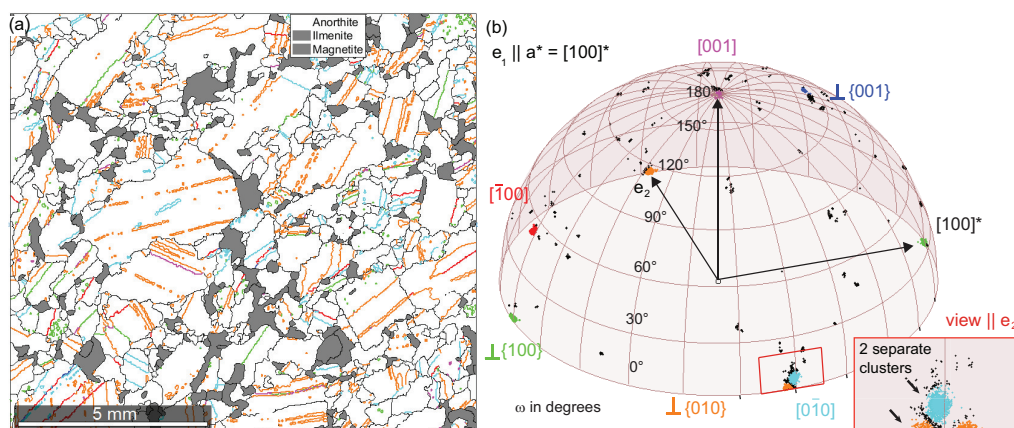 (a)
Anorthite
Ilmenite
Magnetite
5 mm
(b)
e₁ || a* = [100]*
[001]
⊥{001}
180°
150°
120°
e₂
90°
[1̄00]
[100]*
60°
30°
⊥{100}
0°
view || e₂
2 separate
clusters
ω in degrees
⊥{010}
[01̄0]